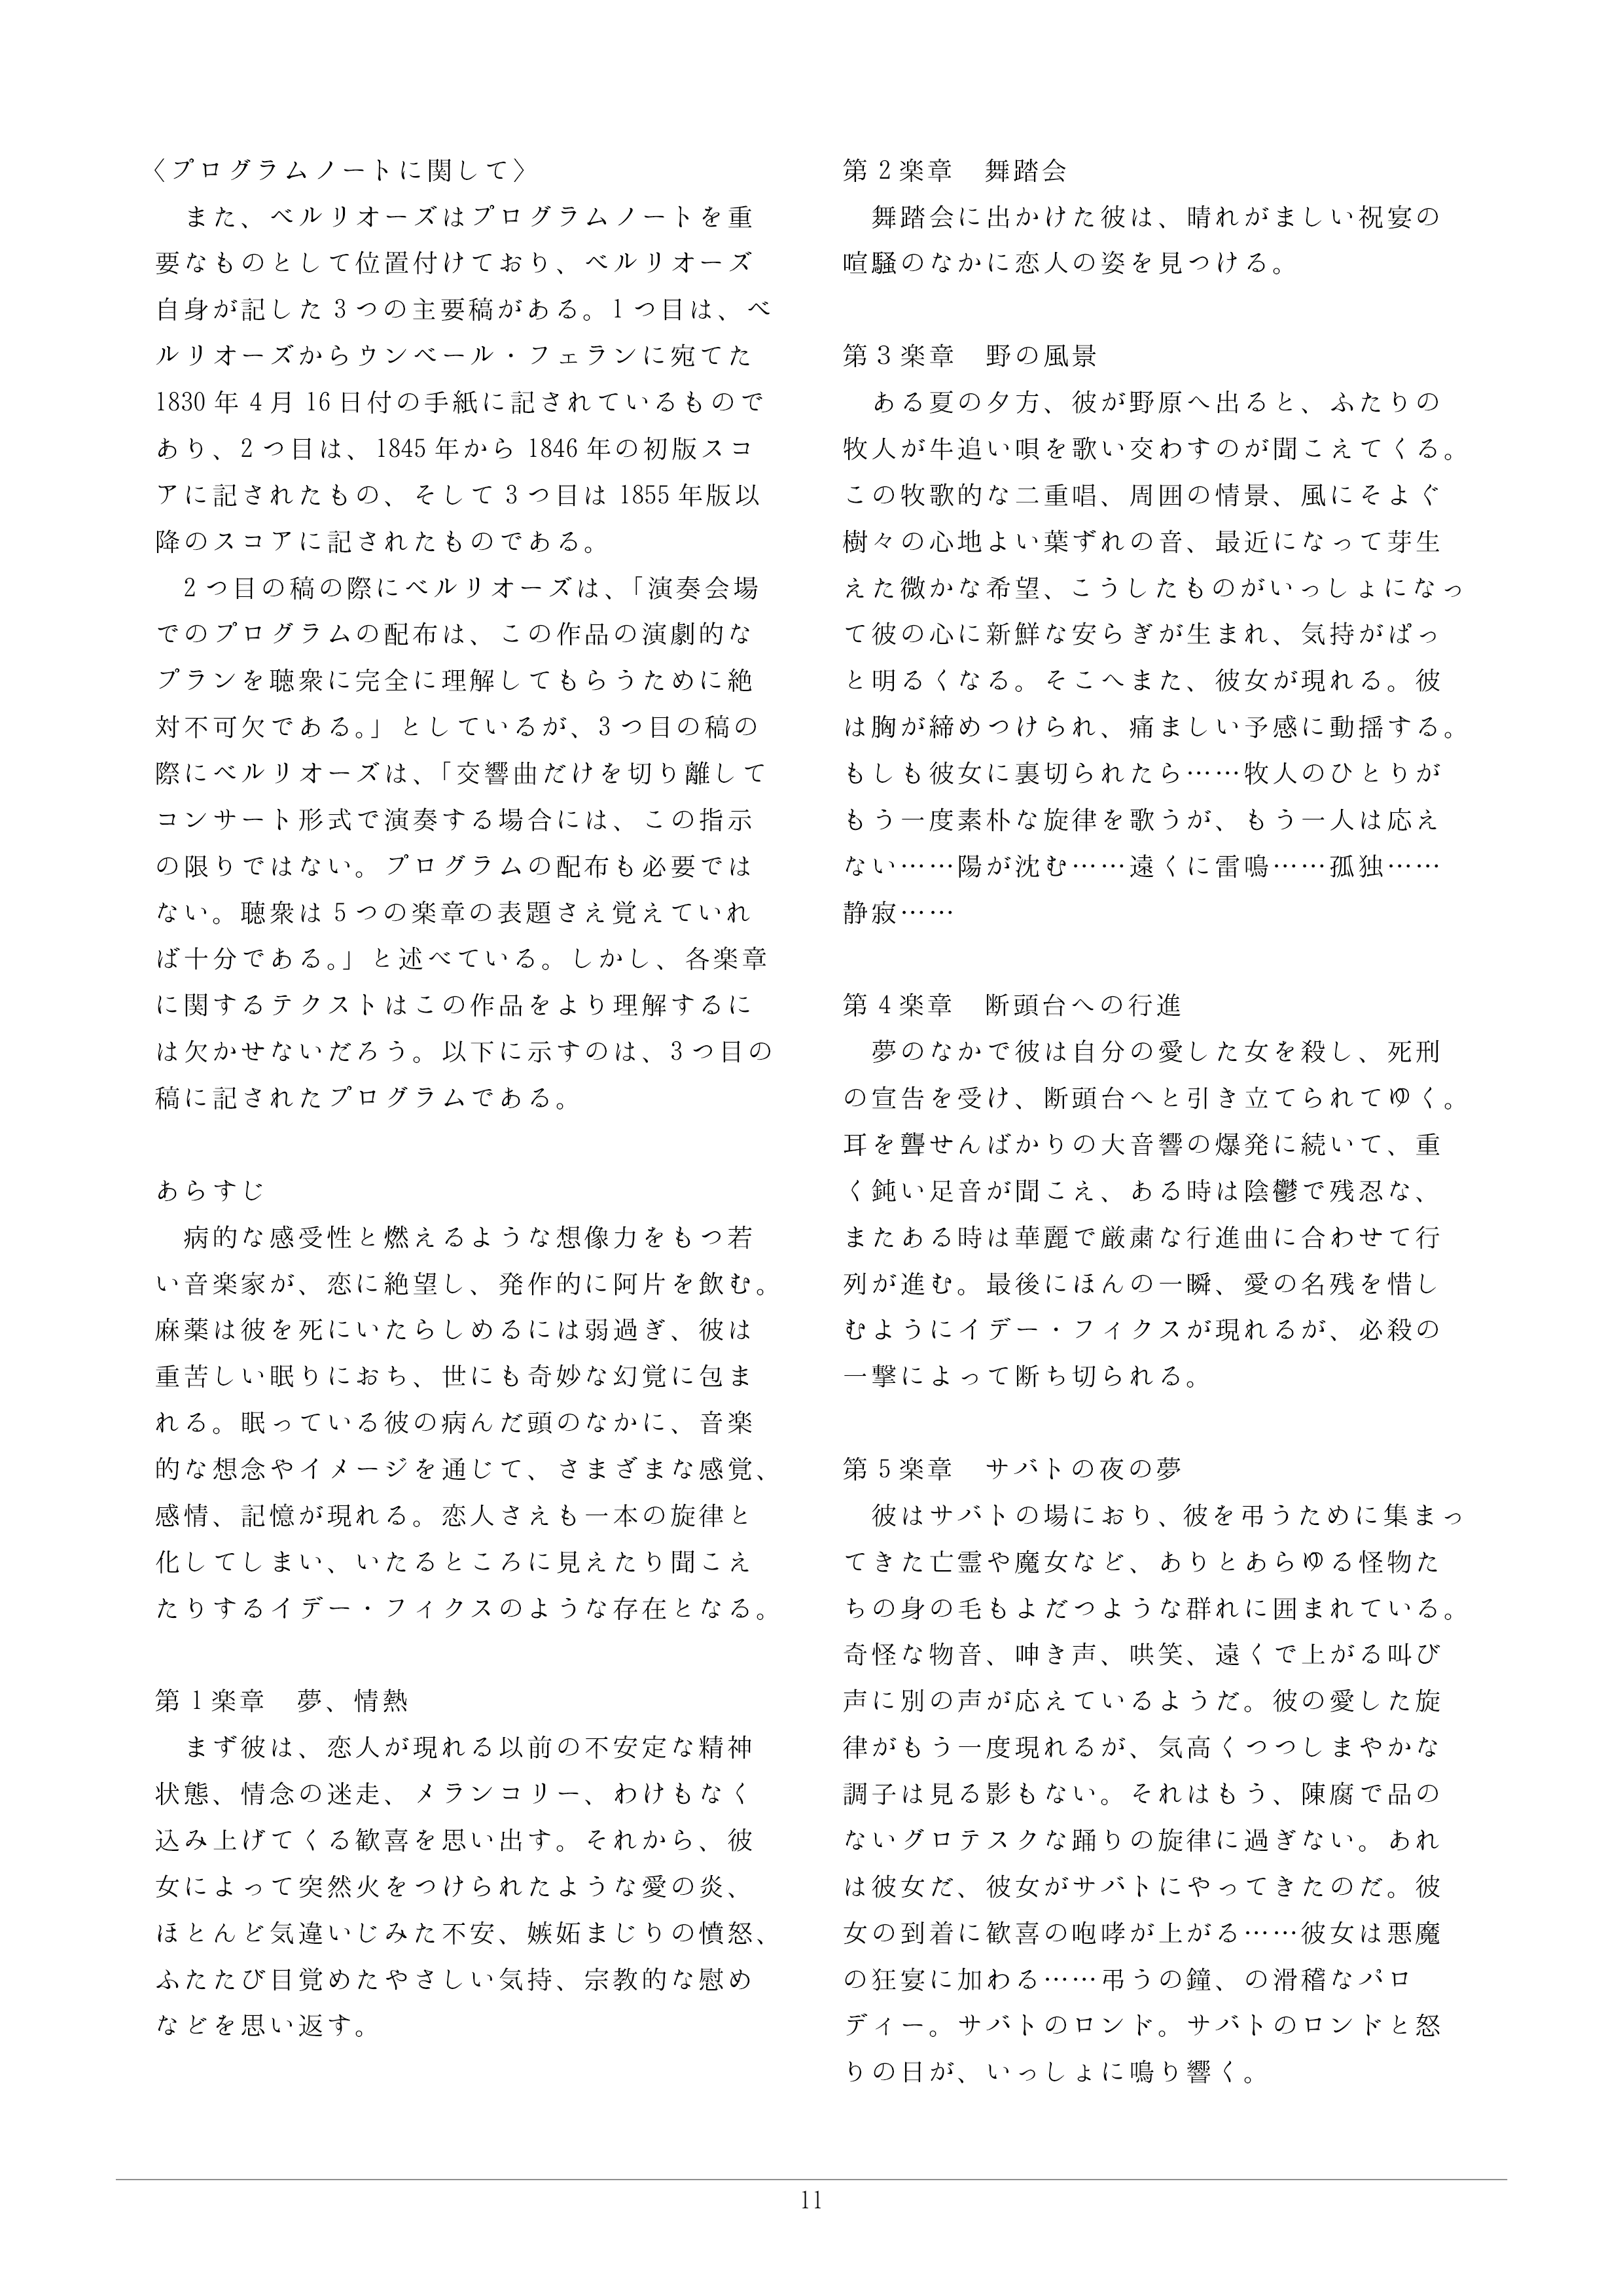 〈プログラムノートに関して〉
　また、ベルリオーズはプログラムノートを重
要なものとして位置付けており、ベルリオーズ
自身が記した 3 つの主要稿がある。1 つ目は、ベ
ルリオーズからウンベール・フェランに宛てた
1830 年 4 月 16 日付の手紙に記されているもので
あり、2 つ目は、1845 年から 1846 年の初版スコ
アに記されたもの、そして 3 つ目は 1855 年版以
降のスコアに記されたものである。
　2 つ目の稿の際にベルリオーズは、「演奏会場
でのプログラムの配布は、この作品の演劇的な
プランを聴衆に完全に理解してもらうために絶
対不可欠である。」としているが、3 つ目の稿の
際にベルリオーズは、「交響曲だけを切り離して
コンサート形式で演奏する場合には、この指示
の限りではない。プログラムの配布も必要では
ない。聴衆は 5 つの楽章の表題さえ覚えていれ
ば十分である。」と述べている。しかし、各楽章
に関するテクストはこの作品をより理解するに
は欠かせないだろう。以下に示すのは、3 つ目の
稿に記されたプログラムである。
あらすじ
　病的な感受性と燃えるような想像力をもつ若
い音楽家が、恋に絶望し、発作的に阿片を飲む。
麻薬は彼を死にいたらしめるには弱過ぎ、彼は
重苦しい眠りにおち、世にも奇妙な幻覚に包ま
れる。眠っている彼の病んだ頭のなかに、音楽
的な想念やイメージを通じて、さまざまな感覚、
感情、記憶が現れる。恋人さえも一本の旋律と
化してしまい、いたるところに見えたり聞こえ
たりするイデー・フィクスのような存在となる。
第 1 楽章　夢、情熱
　まず彼は、恋人が現れる以前の不安定な精神
状態、情念の迷走、メランコリー、わけもなく
込み上げてくる歓喜を思い出す。それから、彼
女によって突然火をつけられたような愛の炎、
ほとんど気違いじみた不安、嫉妬まじりの憤怒、
ふたたび目覚めたやさしい気持、宗教的な慰め
などを思い返す。
第 2 楽章　舞踏会
　舞踏会に出かけた彼は、晴れがましい祝宴の
喧騒のなかに恋人の姿を見つける。
第 3 楽章　野の風景
　ある夏の夕方、彼が野原へ出ると、ふたりの
牧人が牛追い唄を歌い交わすのが聞こえてくる。
この牧歌的な二重唱、周囲の情景、風にそよぐ
樹々の心地よい葉ずれの音、最近になって芽生
えた微かな希望、こうしたものがいっしょになっ
て彼の心に新鮮な安らぎが生まれ、気持がぱっ
と明るくなる。そこへまた、彼女が現れる。彼
は胸が締めつけられ、痛ましい予感に動揺する。
もしも彼女に裏切られたら……牧人のひとりが
もう一度素朴な旋律を歌うが、もう一人は応え
ない……陽が沈む……遠くに雷鳴……孤独……
静寂……
第 4 楽章　断頭台への行進
　夢のなかで彼は自分の愛した女を殺し、死刑
の宣告を受け、断頭台へと引き立てられてゆく。
耳を聾せんばかりの大音響の爆発に続いて、重
く鈍い足音が聞こえ、ある時は陰鬱で残忍な、
またある時は華麗で厳粛な行進曲に合わせて行
列が進む。最後にほんの一瞬、愛の名残を惜し
むようにイデー・フィクスが現れるが、必殺の
一撃によって断ち切られる。
第 5 楽章　サバトの夜の夢
　彼はサバトの場におり、彼を弔うために集まっ
てきた亡霊や魔女など、ありとあらゆる怪物た
ちの身の毛もよだつような群れに囲まれている。
奇怪な物音、呻き声、哄笑、遠くで上がる叫び
声に別の声が応えているようだ。彼の愛した旋
律がもう一度現れるが、気高くつつしまやかな
調子は見る影もない。それはもう、陳腐で品の
ないグロテスクな踊りの旋律に過ぎない。あれ
は彼女だ、彼女がサバトにやってきたのだ。彼
女の到着に歓喜の咆哮が上がる……彼女は悪魔
の狂宴に加わる……弔うの鐘、の滑稽なパロ
ディー。サバトのロンド。サバトのロンドと怒
りの日が、いっしょに鳴り響く。
11